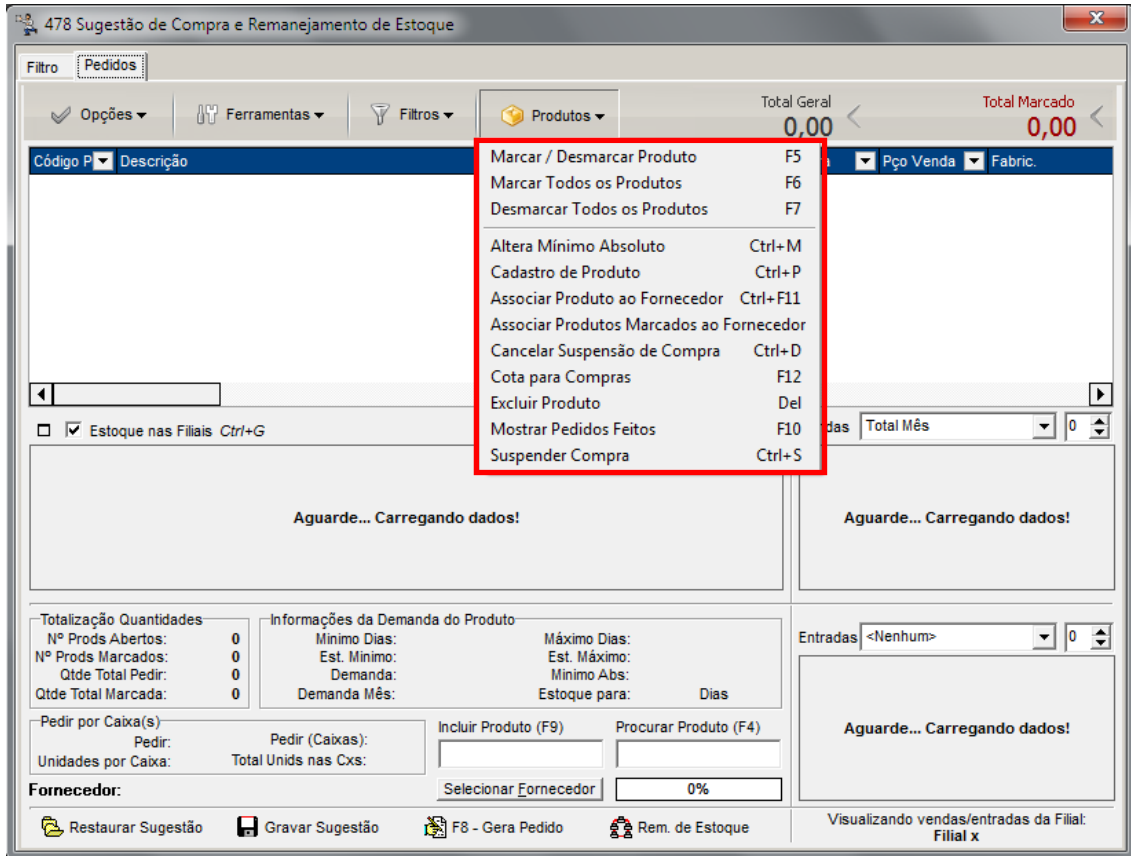 478 Sugestão de Compra e Remanejamento de Estoque
Filtro Pedidos
Opções Ferramentas Filtros Produtos
Total Geral
0,00
Total Marcado
0,00
Código P Descrição Pço Venda Fabric.
Marcar / Desmarcar Produto F5
Marcar Todos os Produtos F6
Desmarcar Todos os Produtos F7
Altera Mínimo Absoluto Ctrl+M
Cadastro de Produto Ctrl+P
Associar Produto ao Fornecedor Ctrl+F11
Associar Produtos Marcados ao Fornecedor
Cancelar Suspensão de Compra Ctrl+D
Cota para Compras F12
Excluir Produto Del
Mostrar Pedidos Feitos F10
Suspender Compra Ctrl+S
Estoque nas Filiais Ctrl+G
Total Mês 0
Aguarde... Carregando dados!
Aguarde... Carregando dados!
Totalização Quantidades
Nº Prods Abertos: 0
Nº Prods Marcados: 0
Qtde Total Pedir: 0
Qtde Total Marcada: 0
Informações da Demanda do Produto
Minimo Dias: Máximo Dias:
Est. Minimo: Est. Máximo:
Demanda: Minimo Abs:
Demanda Mês: Estoque para: Dias
Entradas <Nenhum> 0
Aguarde... Carregando dados!
Pedir por Caixa(s)
Pedir: Pedir (Caixas):
Unidades por Caixa: Total Unids nas Cxs:
Incluir Produto (F9) Procurar Produto (F4)
Fornecedor: Selecionar Fornecedor 0%
Restaurar Sugestão Gravar Sugestão F8 - Gera Pedido Rem. de Estoque
Visualizando vendas/entradas da Filial:
Filial x